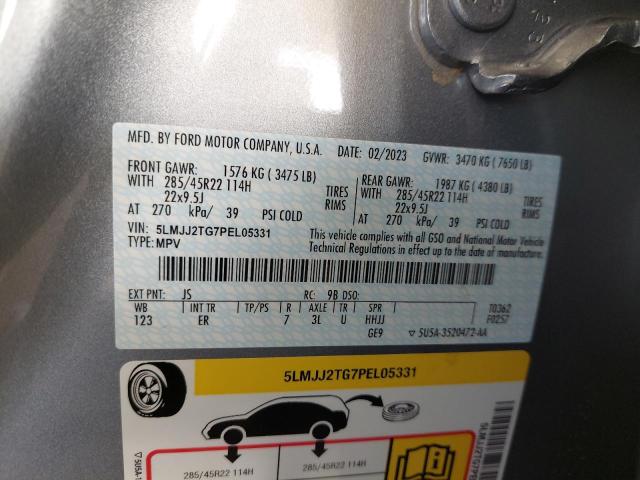 MFD. BY FORD MOTOR COMPANY, U.S.A. DATE: 02/2023 GVWR: 3470 KG ( 7650 LB)
FRONT GAWR: 1576 KG ( 3475 LB) REAR GAWR: 1987 KG ( 4380 LB)
WITH 285/45R22 114H TIRES WITH 285/45R22 114H TIRES
22x9.5J RIMS 22x9.5J RIMS
AT 270 kPa/ 39 PSI COLD AT 270 kPa/ 39 PSI COLD
VIN: 5LMJJ2TG7PEL05331 This vehicle complies with all GSO and National Motor Vehicle
TYPE: MPV Technical Regulations in effect up to the date of manufacture.
EXT PNT: JS RC: 9B DSO:
WB INT TR TP/PS R AXLE TR SPR T0362
123 ER 7 3L U HHJJ F0257
GE9 ▽ 5U5A-3520472-AA
5LMJJ2TG7PEL05331
285/45R22 114H 285/45R22 114H